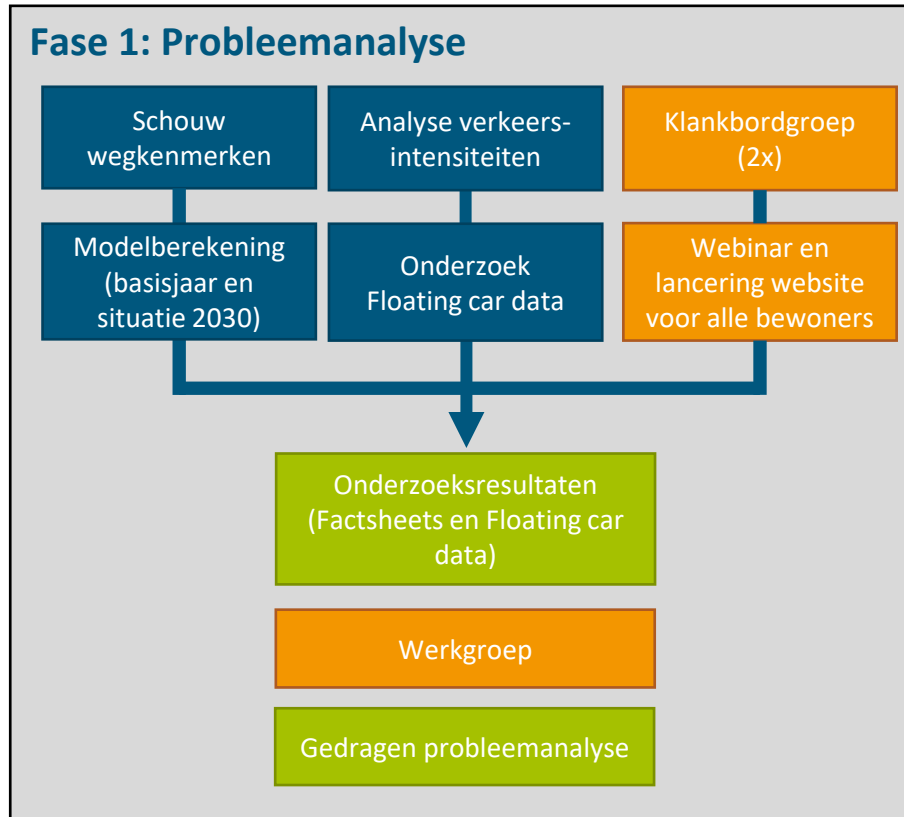 Fase 1: Probleemanalyse
Schouw
wegkenmerken
Analyse verkeers-
intensiteiten
Klankbordgroep
(2x)
Modelberekening
(basisjaar en
situatie 2030)
Onderzoek
Floating car data
Webinar en
lancering website
voor alle bewoners
Onderzoeksresultaten
(Factsheets en Floating car
data)
Werkgroep
Gedragen probleemanalyse